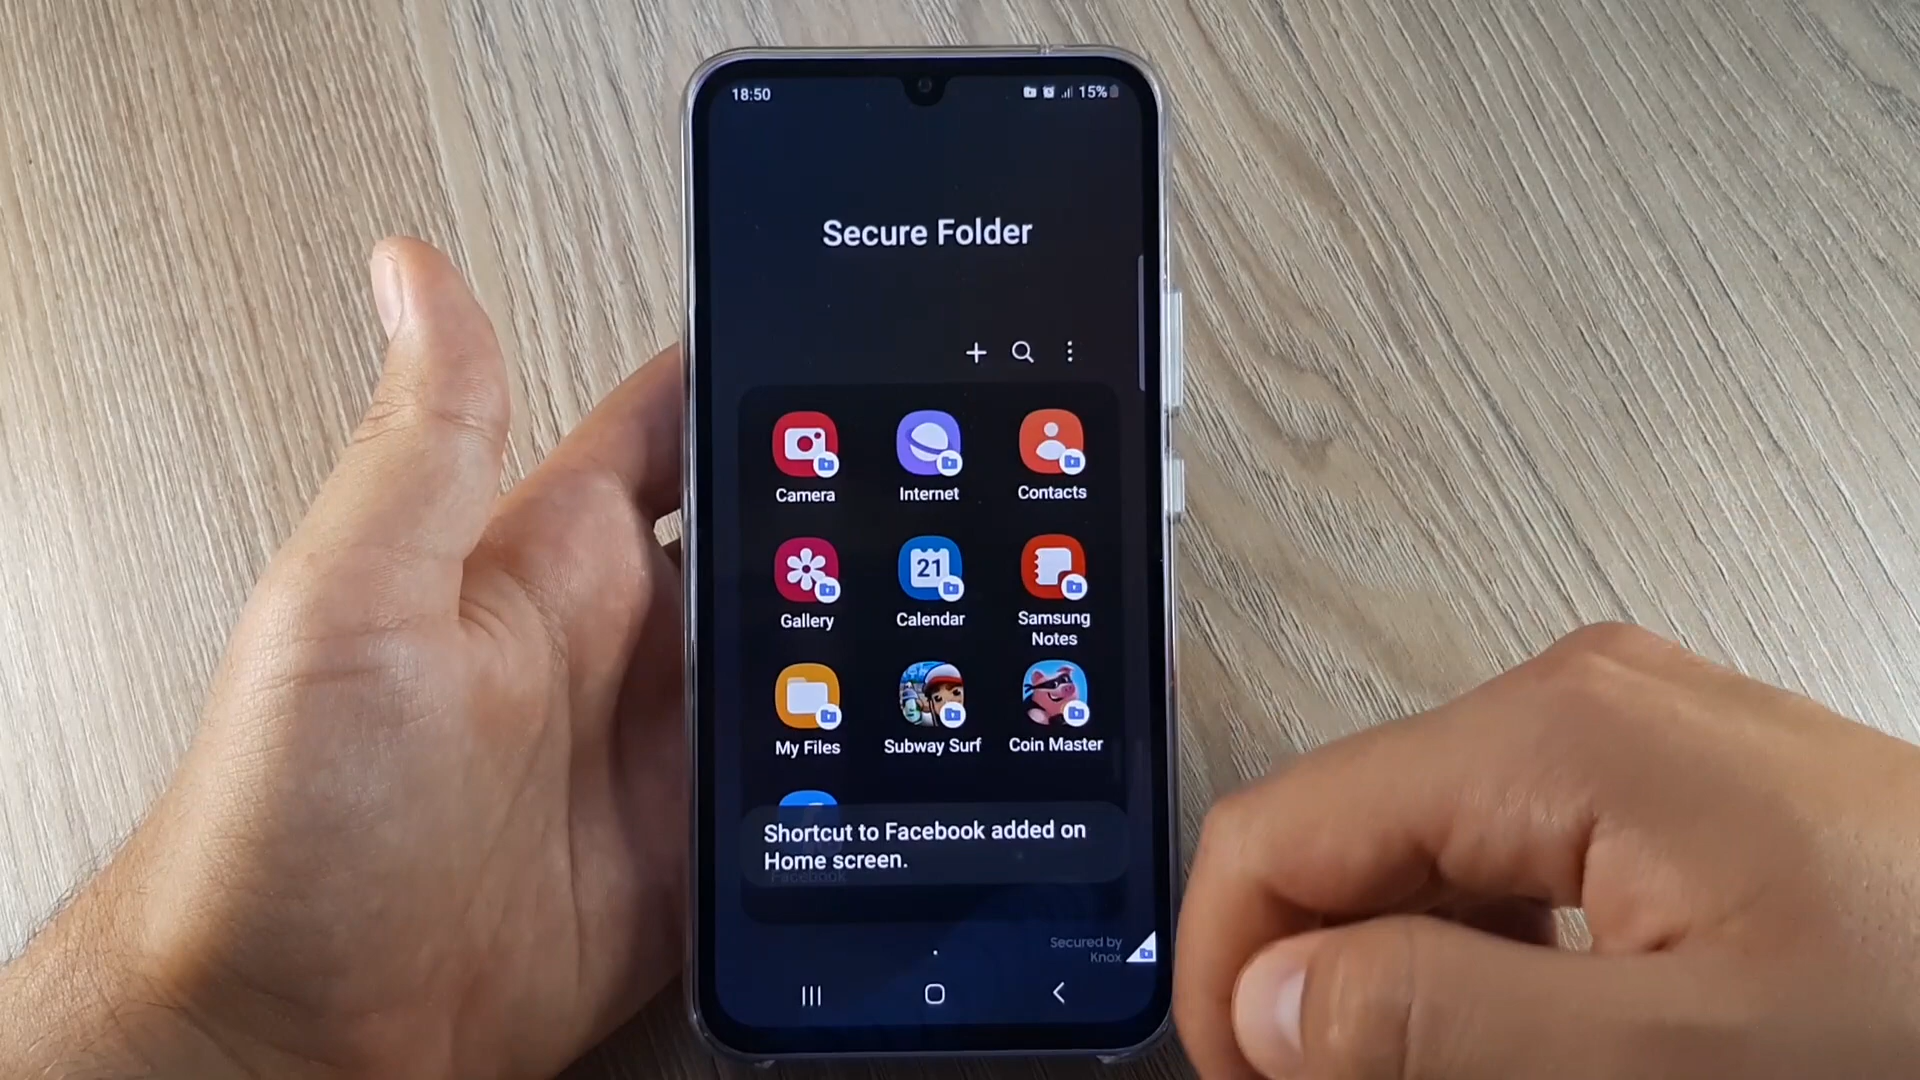 18:50
15%
Secure Folder
Camera
Internet
Contacts
21
Gallery
Calendar
Samsung
Notes
My Files
Subway Surf
Coin Master
Shortcut to Facebook added on
Home screen.
Facebook
Secured by
Knox